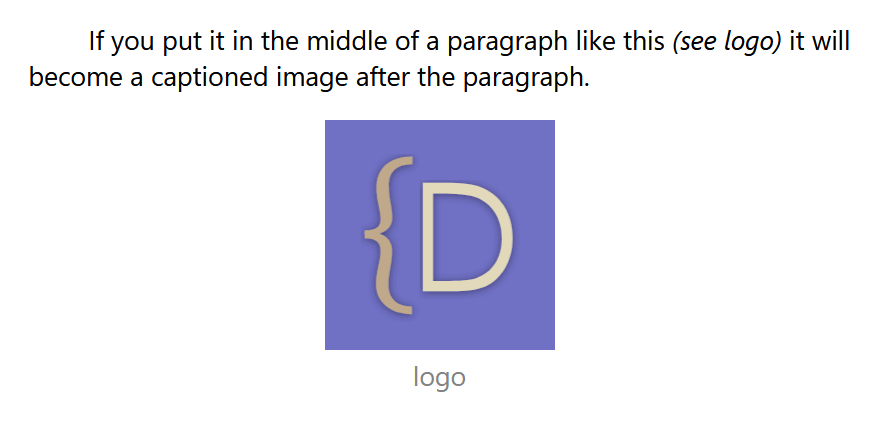 If you put it in the middle of a paragraph like this (see logo) it will
become a captioned image after the paragraph.
{D
logo